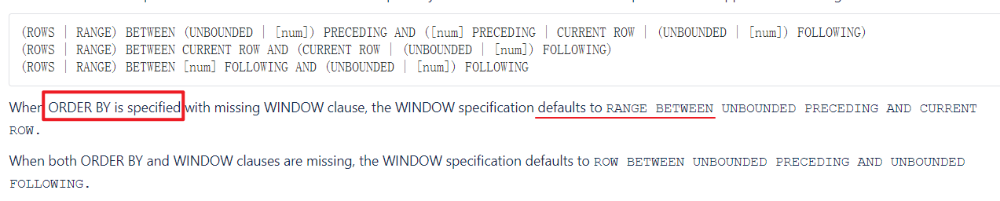 (ROWS | RANGE) BETWEEN (UNBOUNDED | [num]) PRECEDING AND ([num] PRECEDING | CURRENT ROW | (UNBOUNDED | [num]) FOLLOWING)
(ROWS | RANGE) BETWEEN CURRENT ROW AND (CURRENT ROW | (UNBOUNDED | [num]) FOLLOWING)
(ROWS | RANGE) BETWEEN [num] FOLLOWING AND (UNBOUNDED | [num]) FOLLOWING
When ORDER BY is specified with missing WINDOW clause, the WINDOW specification defaults to RANGE BETWEEN UNBOUNDED PRECEDING AND CURRENT
ROW.
When both ORDER BY and WINDOW clauses are missing, the WINDOW specification defaults to ROW BETWEEN UNBOUNDED PRECEDING AND UNBOUNDED
FOLLOWING.